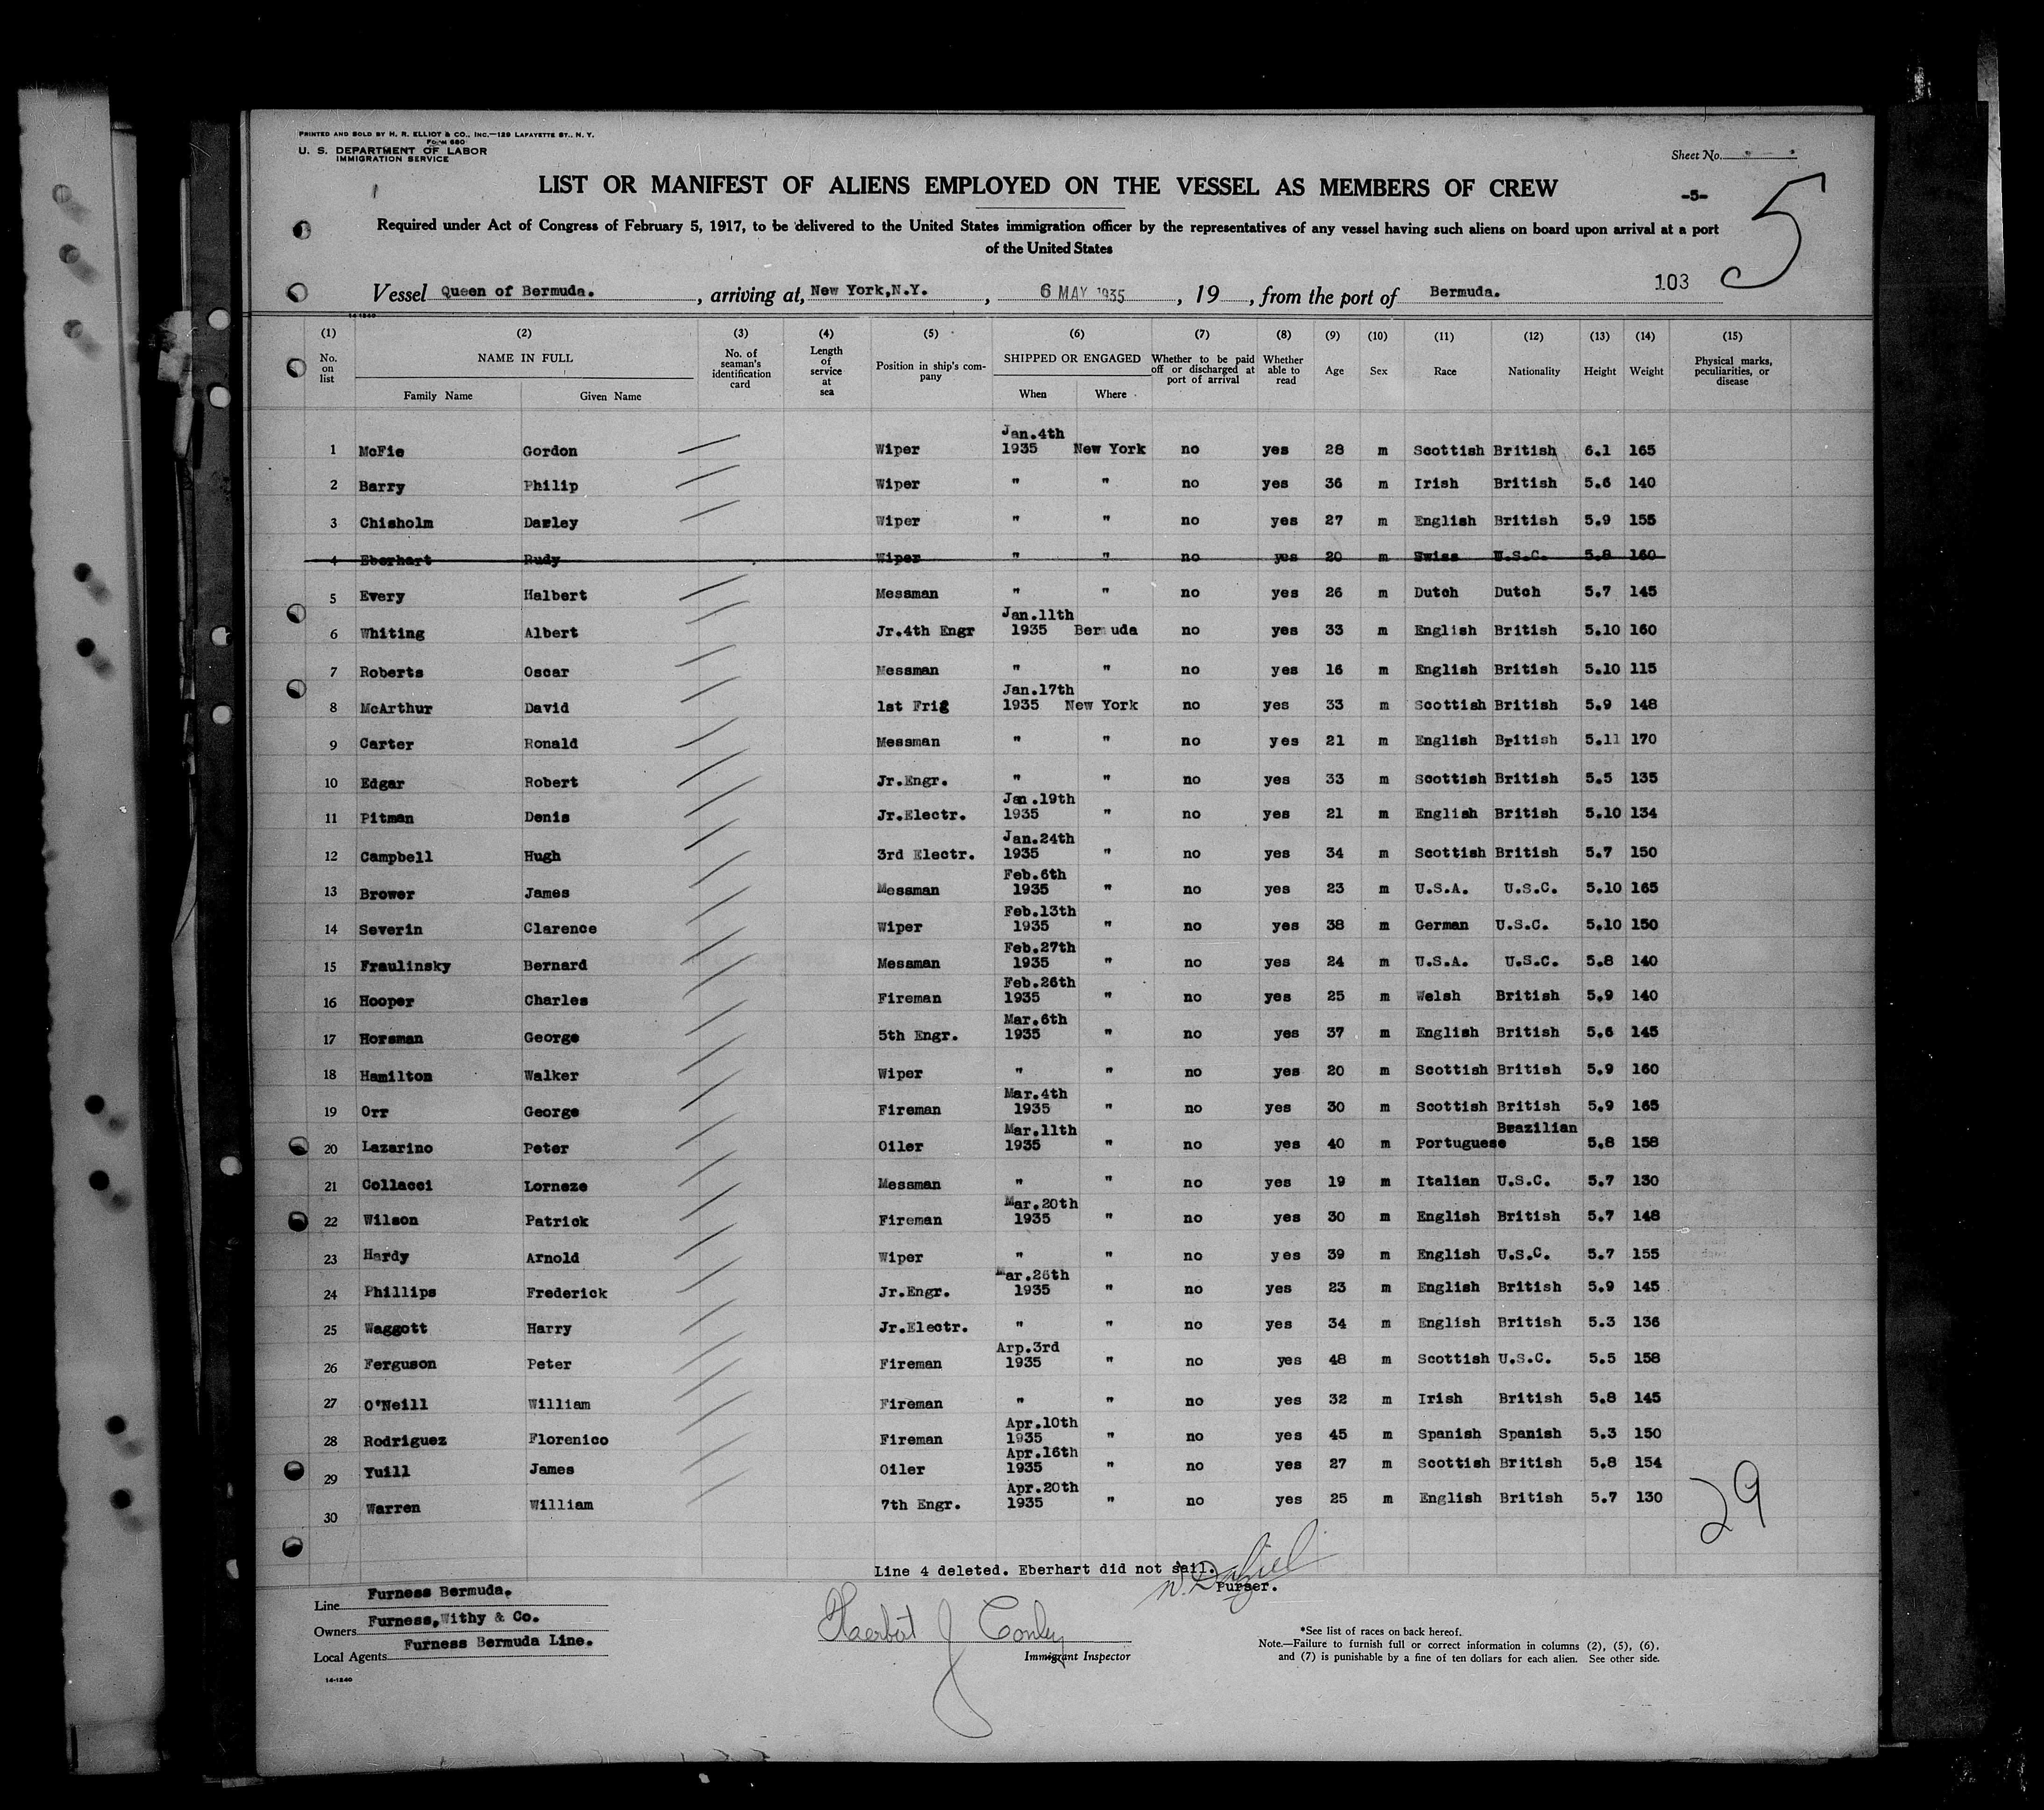 PRINTED AND SOLD BY H. R. ELLIOT & CO., INC.—129 LAFAYETTE ST., N. Y.
Form 680
U. S. DEPARTMENT OF LABOR
IMMIGRATION SERVICE
Sheet No.
LIST OR MANIFEST OF ALIENS EMPLOYED ON THE VESSEL AS MEMBERS OF CREW
-5-
5
Required under Act of Congress of February 5, 1917, to be delivered to the United States immigration officer by the representatives of any vessel having such aliens on board upon arrival at a port
of the United States
103
Vessel Queen of Bermuda. , arriving at, New York,N.Y. , 6 MAY 1935 , 19 , from the port of Bermuda.
14-1240
(1) (2) (3) (4) (5) (6) (7) (8) (9) (10) (11) (12) (13) (14) (15)
No. on list NAME IN FULL Family Name Given Name No. of seaman's identification card Length of service at sea Position in ship's company SHIPPED OR ENGAGED When Where Whether to be paid off or discharged at port of arrival Whether able to read Age Sex Race Nationality Height Weight Physical marks, peculiarities, or disease
1 McFie Gordon Wiper Jan.4th 1935 New York no yes 28 m Scottish British 6.1 165
2 Barry Philip Wiper " " no yes 36 m Irish British 5.6 140
3 Chisholm Darley Wiper " " no yes 27 m English British 5.9 155
4 Eberhart Rudy Wiper " " no yes 20 m Swiss U.S.C. 5.8 160
5 Every Halbert Messman " " no yes 26 m Dutch Dutch 5.7 145
6 Whiting Albert Jr.4th Engr Jan.11th 1935 Bermuda no yes 33 m English British 5.10 160
7 Roberts Oscar Messman " " no yes 16 m English British 5.10 115
8 McArthur David 1st Frig Jan.17th 1935 New York no yes 33 m Scottish British 5.9 148
9 Carter Ronald Messman " " no yes 21 m English British 5.11 170
10 Edgar Robert Jr.Engr. " " no yes 33 m Scottish British 5.5 135
11 Pitman Denis Jr.Electr. Jan.19th 1935 " no yes 21 m English British 5.10 134
12 Campbell Hugh 3rd Electr. Jan.24th 1935 " no yes 34 m Scottish British 5.7 150
13 Brower James Messman Feb.6th 1935 " no yes 23 m U.S.A. U.S.C. 5.10 165
14 Severin Clarence Wiper Feb.13th 1935 " no yes 38 m German U.S.C. 5.10 150
15 Fraulinsky Bernard Messman Feb.27th 1935 " no yes 24 m U.S.A. U.S.C. 5.8 140
16 Hooper Charles Fireman Feb.26th 1935 " no yes 25 m Welsh British 5.9 140
17 Horsman George 5th Engr. Mar.6th 1935 " no yes 37 m English British 5.6 145
18 Hamilton Walker Wiper " " no yes 20 m Scottish British 5.9 160
19 Orr George Fireman Mar.4th 1935 " no yes 30 m Scottish British 5.9 165
20 Lazarino Peter Oiler Mar.11th 1935 " no yes 40 m Portuguese Brazilian 5.8 158
21 Collacci Lorneze Messman " " no yes 19 m Italian U.S.C. 5.7 130
22 Wilson Patrick Fireman Mar.20th 1935 " no yes 30 m English British 5.7 148
23 Hardy Arnold Wiper " " no yes 39 m English U.S.C. 5.7 155
24 Phillips Frederick Jr.Engr. Mar.26th 1935 " no yes 23 m English British 5.9 145
25 Waggott Harry Jr.Electr. " " no yes 34 m English British 5.3 136
26 Ferguson Peter Fireman Arp.3rd 1935 " no yes 48 m Scottish U.S.C. 5.5 158
27 O'Neill William Fireman " " no yes 32 m Irish British 5.8 145
28 Rodriguez Florenico Fireman Apr.10th 1935 " no yes 45 m Spanish Spanish 5.3 150
29 Yuill James Oiler Apr.16th 1935 " no yes 27 m Scottish British 5.8 154
30 Warren William 7th Engr. Apr.20th 1935 " no yes 25 m English British 5.7 130
29
Line 4 deleted. Eberhart did not sail.
Purser.
Line Furness Bermuda.
Owners Furness,Withy & Co.
Local Agents Furness Bermuda Line.
Herbert J Conley
Immigrant Inspector
*See list of races on back hereof.
Note.—Failure to furnish full or correct information in columns (2), (5), (6), and (7) is punishable by a fine of ten dollars for each alien. See other side.
14-1240